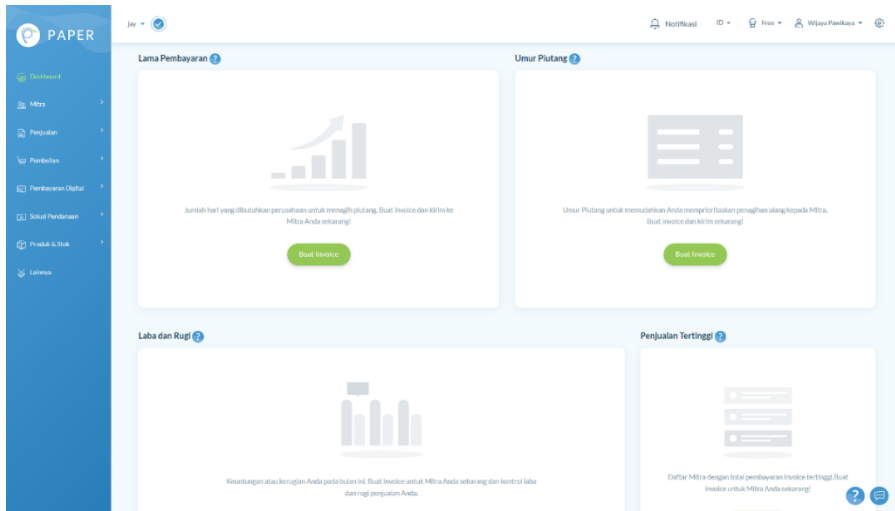 PAPER
Jay
Notifikasi
ID
Free
Wijaya Pawikaya
Dashboard
Mitra
Penjualan
Pembelian
Pembayaran Digital
Solusi Pendanaan
Produk & Stok
Lainnya
Lama Pembayaran ?
Jumlah hari yang dibutuhkan perusahaan untuk menagih piutang. Buat invoice dan kirim ke
Mitra Anda sekarang!
Buat Invoice
Umur Piutang ?
Umur Piutang untuk memudahkan Anda memprioritaskan penagihan ulang kepada Mitra.
Buat invoice dan kirim sekarang!
Buat Invoice
Laba dan Rugi ?
Keuntungan atau kerugian Anda pada bulan ini. Buat Invoice untuk Mitra Anda sekarang dan kontrol laba
dan rugi penjualan Anda.
Penjualan Tertinggi ?
Daftar Mitra dengan total pembayaran invoice tertinggi.Buat
invoice untuk Mitra Anda sekarang!
?